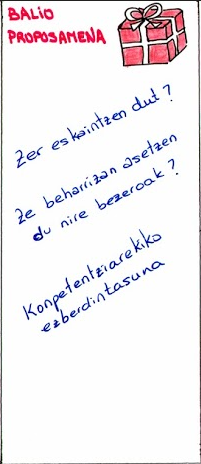 BALIO
PROPOSAMENA
Zer eskaintzen dut?
Ze beharrizan asetzen
du nire bezeroak?
Konpetentziarekiko
ezberdintasuna